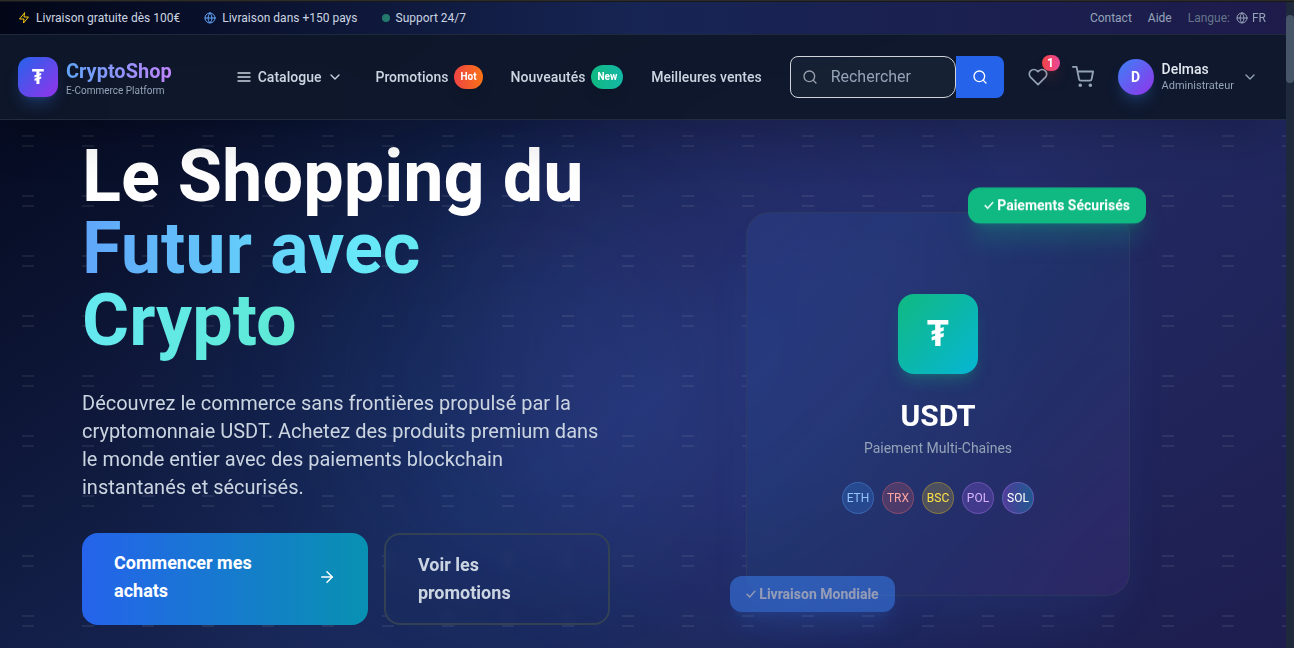 Livraison gratuite dès 100€ Livraison dans +150 pays Support 24/7 Contact Aide Langue: FR
₮ CryptoShop
E-Commerce Platform
Catalogue Promotions Hot Nouveautés New Meilleures ventes Rechercher 1 D Delmas
Administrateur
Le Shopping du
Futur avec
Crypto
Découvrez le commerce sans frontières propulsé par la
cryptomonnaie USDT. Achetez des produits premium dans
le monde entier avec des paiements blockchain
instantanés et sécurisés.
Commencer mes
achats
Voir les
promotions
✓ Paiements Sécurisés
₮
USDT
Paiement Multi-Chaînes
ETH TRX BSC POL SOL
✓ Livraison Mondiale